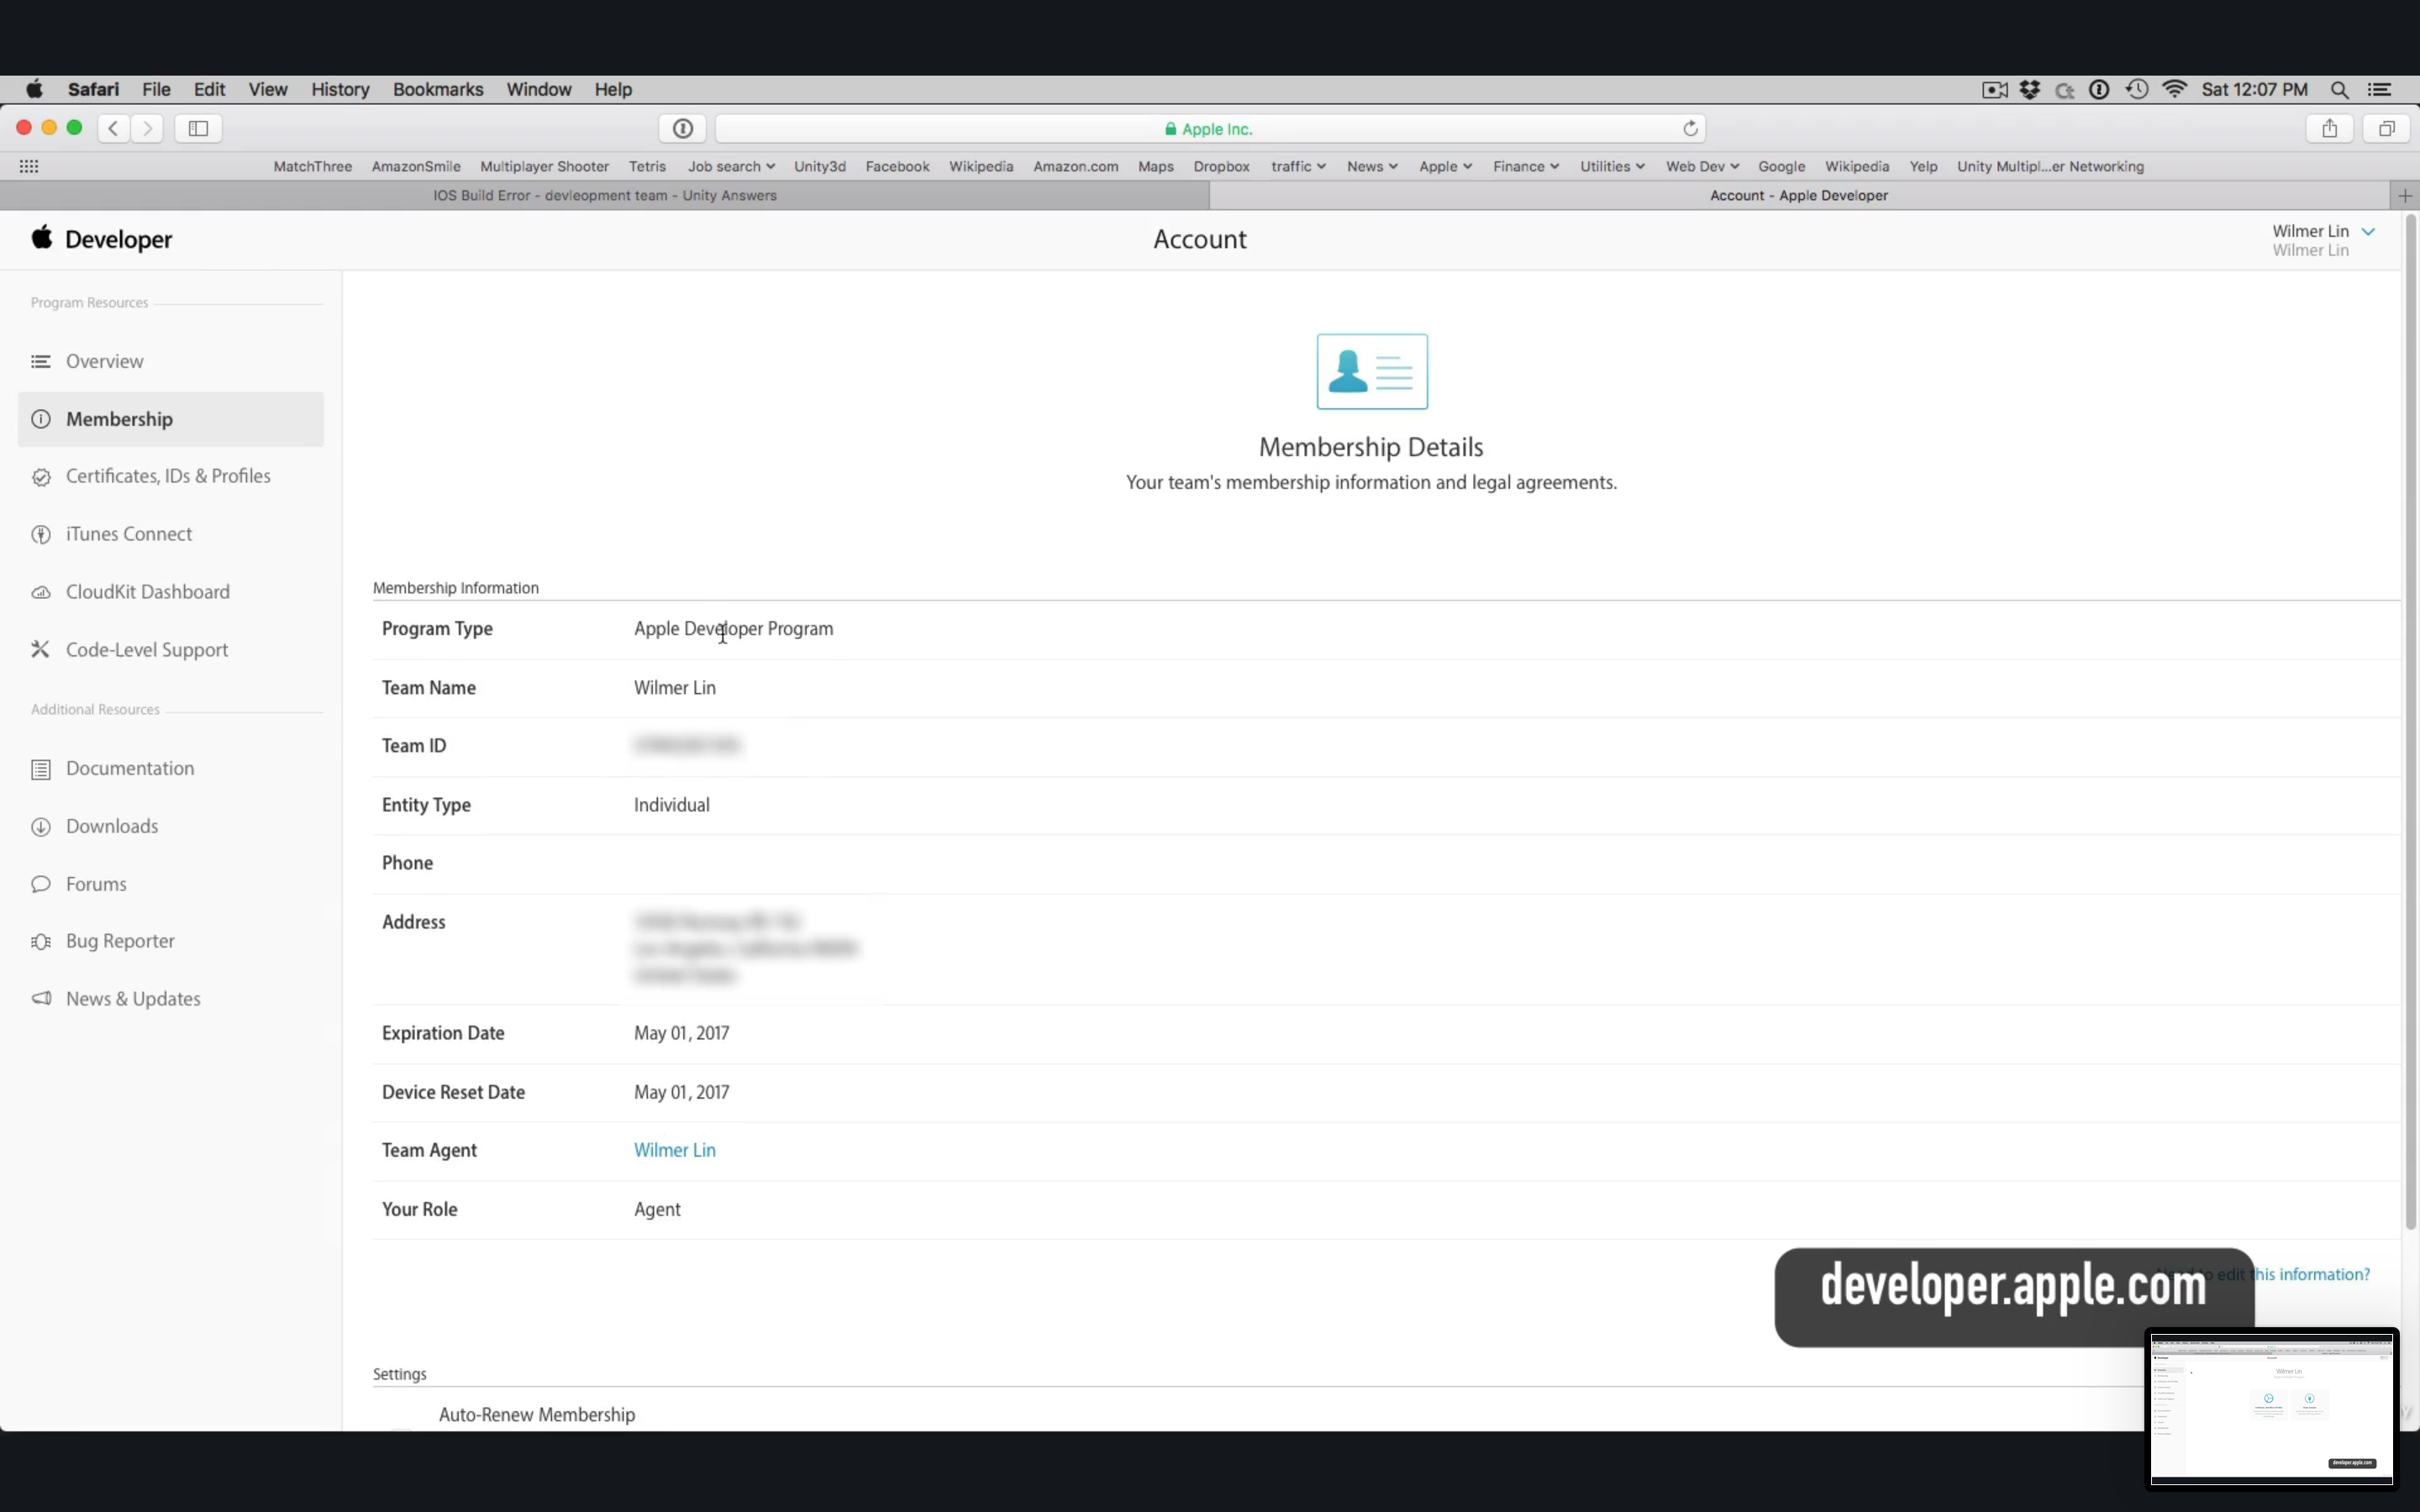 Safari File Edit View History Bookmarks Window Help Sat 12:07 PM
Apple Inc.
MatchThree AmazonSmile Multiplayer Shooter Tetris Job search Unity3d Facebook Wikipedia Amazon.com Maps Dropbox traffic News Apple Finance Utilities Web Dev Google Wikipedia Yelp Unity Multipl...er Networking
IOS Build Error - devleopment team - Unity Answers Account - Apple Developer
Developer Account Wilmer Lin
Wilmer Lin
Program Resources
Overview
Membership
Certificates, IDs & Profiles
iTunes Connect
CloudKit Dashboard
Code-Level Support
Additional Resources
Documentation
Downloads
Forums
Bug Reporter
News & Updates
Membership Details
Your team's membership information and legal agreements.
Membership Information
Program Type Apple Developer Program
Team Name Wilmer Lin
Team ID
Entity Type Individual
Phone
Address
Expiration Date May 01, 2017
Device Reset Date May 01, 2017
Team Agent Wilmer Lin
Your Role Agent
to edit this information?
developer.apple.com
Settings
Auto-Renew Membership
Wilmer Lin
developer.apple.com